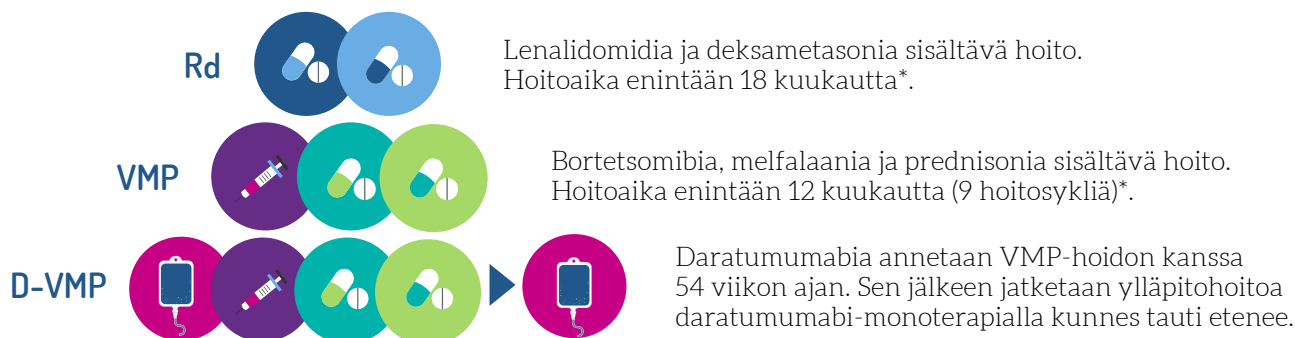 Rd
Lenalidomidia ja deksametasonia sisältävä hoito.
Hoitoaika enintään 18 kuukautta*.
VMP
Bortetsomibia, melfalaania ja prednisonia sisältävä hoito.
Hoitoaika enintään 12 kuukautta (9 hoitosykliä)*.
D-VMP
Daratumumabia annetaan VMP-hoidon kanssa
54 viikon ajan. Sen jälkeen jatketaan ylläpitohoitoa
daratumumabi-monoterapialla kunnes tauti etenee.